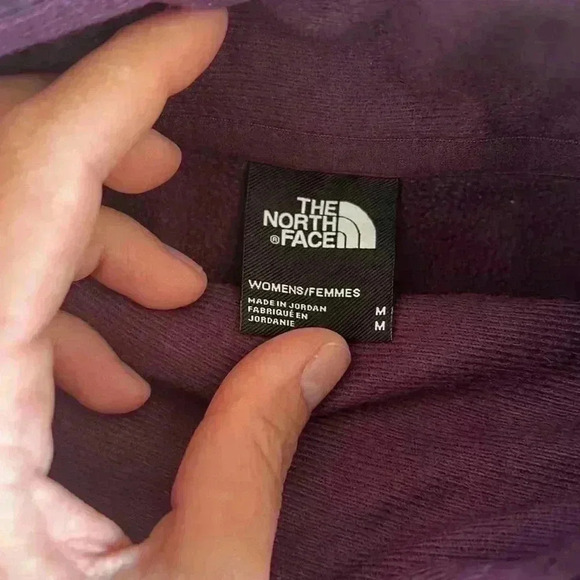 THE
NORTH
® FACE
WOMENS/FEMMES
MADE IN JORDAN M
FABRIQUÉ EN
JORDANIE M